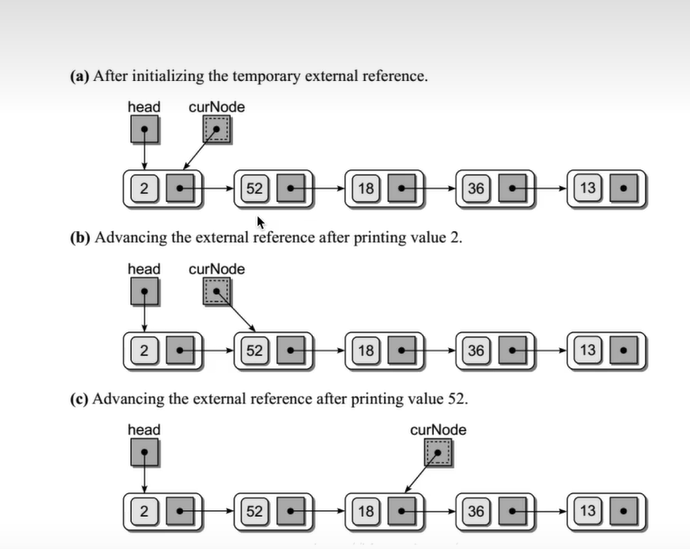 (a) After initializing the temporary external reference.
head curNode
2 52 18 36 13
(b) Advancing the external reference after printing value 2.
head curNode
2 52 18 36 13
(c) Advancing the external reference after printing value 52.
head curNode
2 52 18 36 13